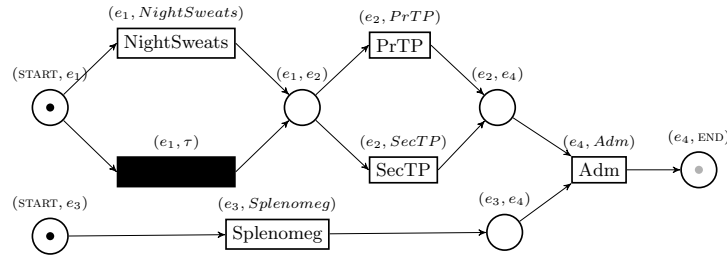 (e1, NightSweats)
NightSweats
(e2, PrTP)
PrTP
(START, e1)
(e1, e2)
(e2, e4)
(e1, τ)
(e2, SecTP)
SecTP
(e4, Adm)
Adm
(e4, END)
(START, e3)
(e3, Splenomeg)
Splenomeg
(e3, e4)